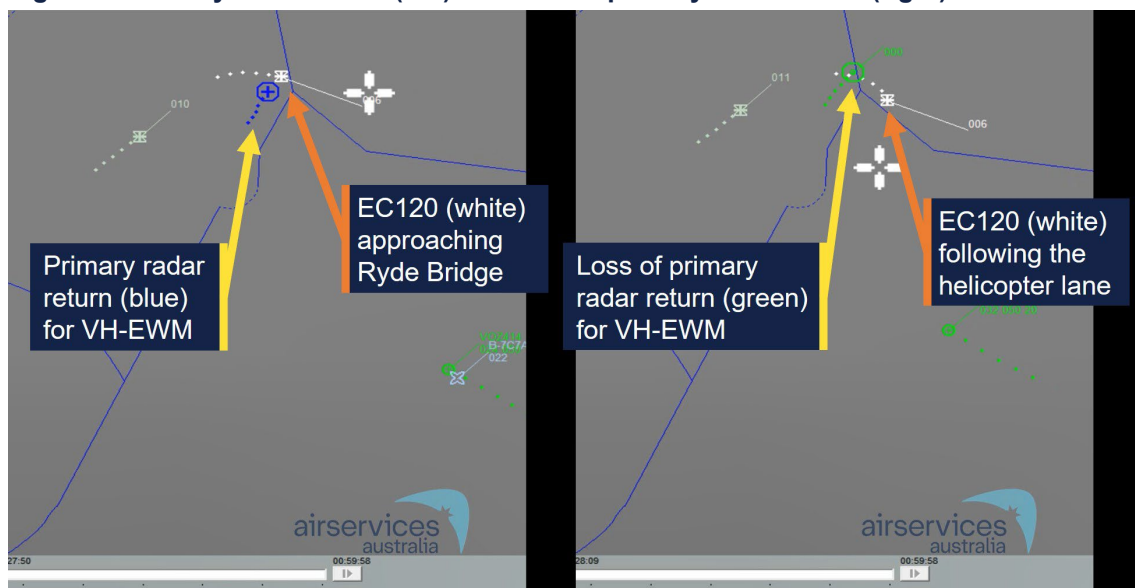 010
006
Primary radar
return (blue)
for VH-EWM
EC120 (white)
approaching
Ryde Bridge
B-7C7A
022
airservices
australia
27:50
00:59:58
000
011
006
Loss of primary
radar return (green)
for VH-EWM
EC120 (white)
following the
helicopter lane
airservices
australia
28:09
00:59:58